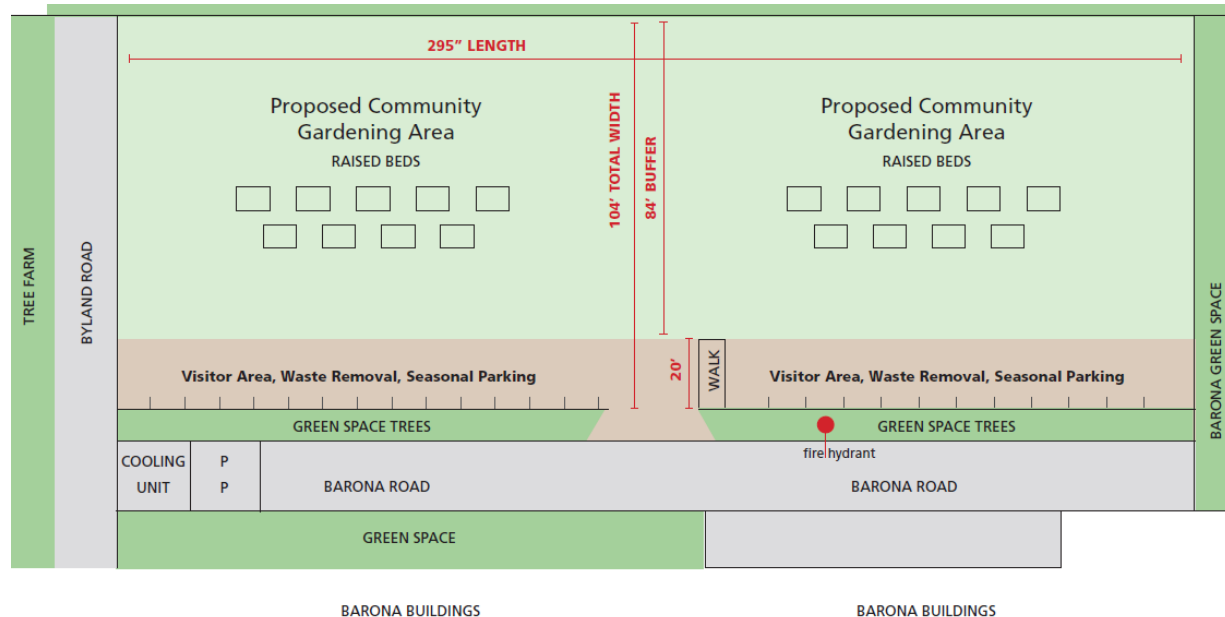 295” LENGTH
Proposed Community
Gardening Area
RAISED BEDS
104’ TOTAL WIDTH
84’ BUFFER
Proposed Community
Gardening Area
RAISED BEDS
TREE FARM
BYLAND ROAD
BARONA GREEN SPACE
Visitor Area, Waste Removal, Seasonal Parking
20’
WALK
Visitor Area, Waste Removal, Seasonal Parking
GREEN SPACE TREES
GREEN SPACE TREES
fire hydrant
COOLING
UNIT
P
P
BARONA ROAD
BARONA ROAD
GREEN SPACE
BARONA BUILDINGS
BARONA BUILDINGS